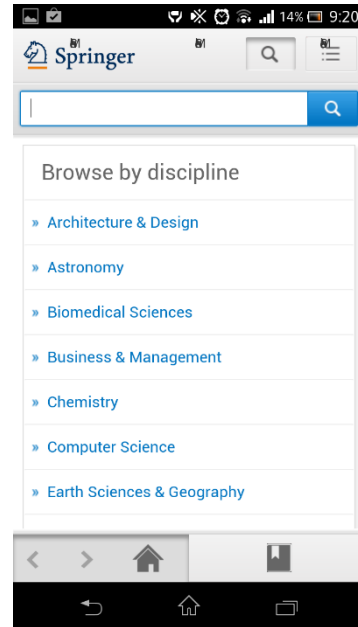 14% 9:20
Springer
Browse by discipline
» Architecture & Design
» Astronomy
» Biomedical Sciences
» Business & Management
» Chemistry
» Computer Science
» Earth Sciences & Geography